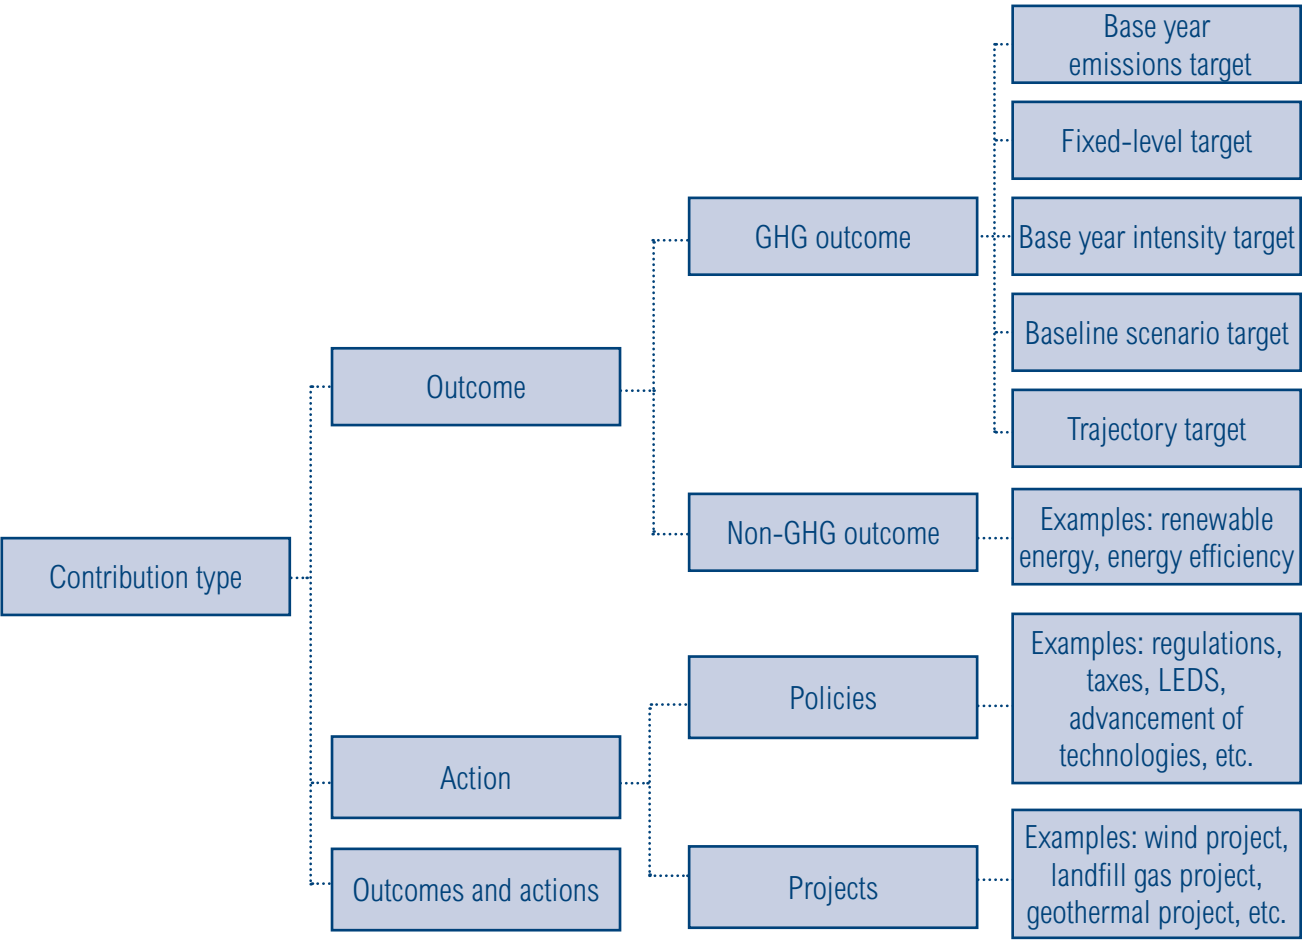 Contribution type
Outcome
GHG outcome
Base year
emissions target
Fixed-level target
Base year intensity target
Baseline scenario target
Trajectory target
Non-GHG outcome
Examples: renewable
energy, energy efficiency
Action
Policies
Examples: regulations,
taxes, LEDS,
advancement of
technologies, etc.
Projects
Examples: wind project,
landfill gas project,
geothermal project, etc.
Outcomes and actions